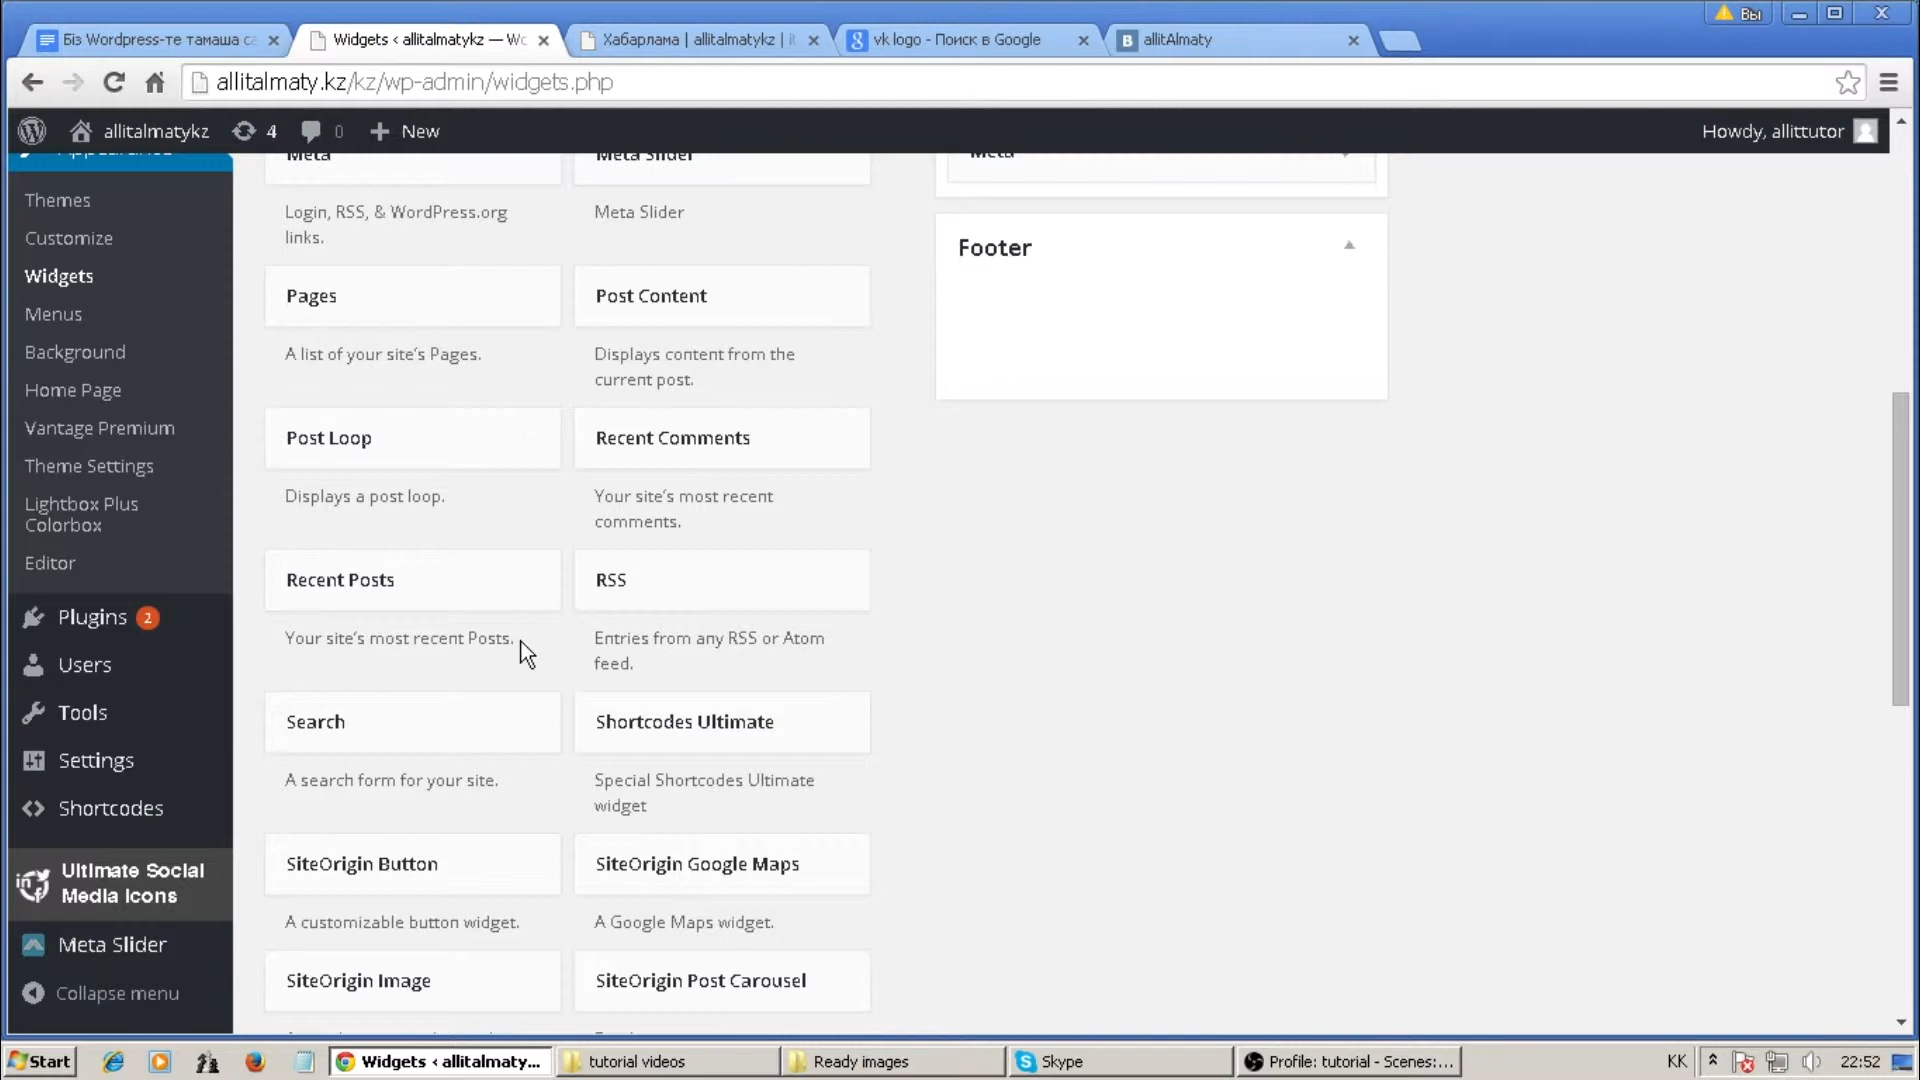 Біз Wordpress-те тамаша са
Widgets ‹ allitalmatykz — Wc
Хабарлама | allitalmatykz | it
vk logo - Поиск в Google
allitAlmaty
Вы
allitalmaty.kz/kz/wp-admin/widgets.php
allitalmatykz
4
0
New
Howdy, allittutor
Themes
Customize
Widgets
Menus
Background
Home Page
Vantage Premium
Theme Settings
Lightbox Plus
Colorbox
Editor
Plugins 2
Users
Tools
Settings
Shortcodes
Ultimate Social
Media Icons
Meta Slider
Collapse menu
Meta
Meta Slider
Login, RSS, & WordPress.org
links.
Meta Slider
Pages
Post Content
A list of your site's Pages.
Displays content from the
current post.
Post Loop
Recent Comments
Displays a post loop.
Your site's most recent
comments.
Recent Posts
RSS
Your site's most recent Posts.
Entries from any RSS or Atom
feed.
Search
Shortcodes Ultimate
A search form for your site.
Special Shortcodes Ultimate
widget
SiteOrigin Button
SiteOrigin Google Maps
A customizable button widget.
A Google Maps widget.
SiteOrigin Image
SiteOrigin Post Carousel
Meta
Footer
Start
Widgets ‹ allitalmaty...
tutorial videos
Ready images
Skype
Profile: tutorial - Scenes:...
KK
22:52